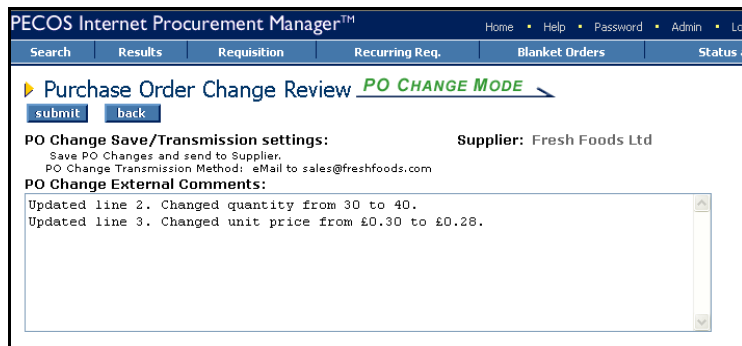 PECOS Internet Procurement Manager™
Home • Help • Password • Admin •
Search Results Requisition Recurring Req. Blanket Orders Status
Purchase Order Change Review PO CHANGE MODE
submit back
PO Change Save/Transmission settings: Supplier: Fresh Foods Ltd
Save PO Changes and send to Supplier.
PO Change Transmission Method: eMail to sales@freshfoods.com
PO Change External Comments:
Updated line 2. Changed quantity from 30 to 40.
Updated line 3. Changed unit price from £0.30 to £0.28.